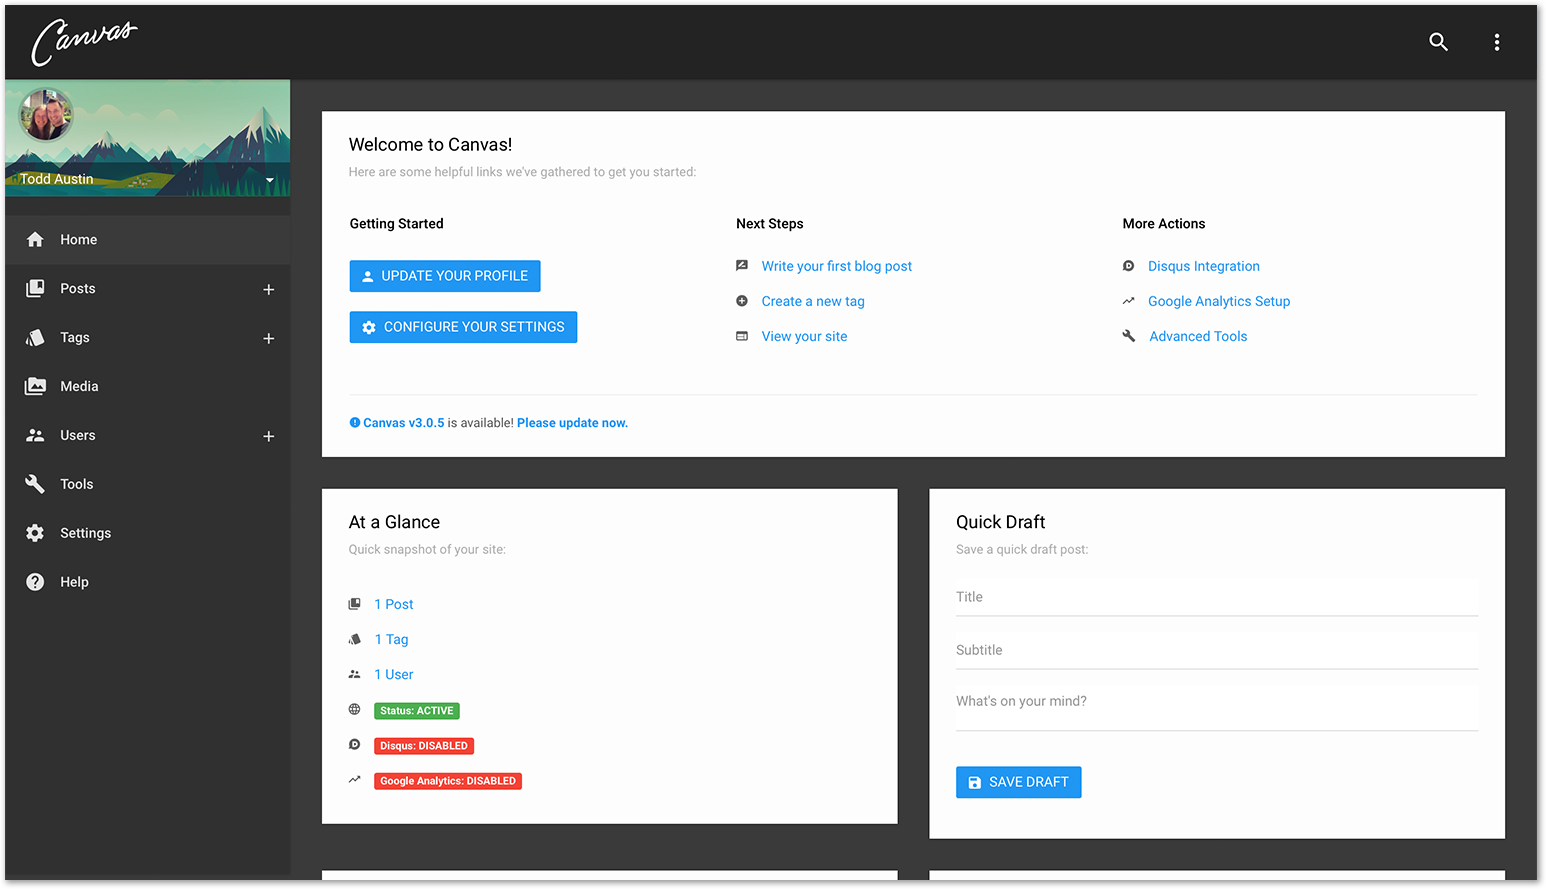 Canvas
Todd Austin
Home
Posts
Tags
Media
Users
Tools
Settings
Help
Welcome to Canvas!
Here are some helpful links we've gathered to get you started:
Getting Started
UPDATE YOUR PROFILE
CONFIGURE YOUR SETTINGS
Next Steps
Write your first blog post
Create a new tag
View your site
More Actions
Disqus Integration
Google Analytics Setup
Advanced Tools
Canvas v3.0.5 is available! Please update now.
At a Glance
Quick snapshot of your site:
1 Post
1 Tag
1 User
Status: ACTIVE
Disqus: DISABLED
Google Analytics: DISABLED
Quick Draft
Save a quick draft post:
Title
Subtitle
What's on your mind?
SAVE DRAFT